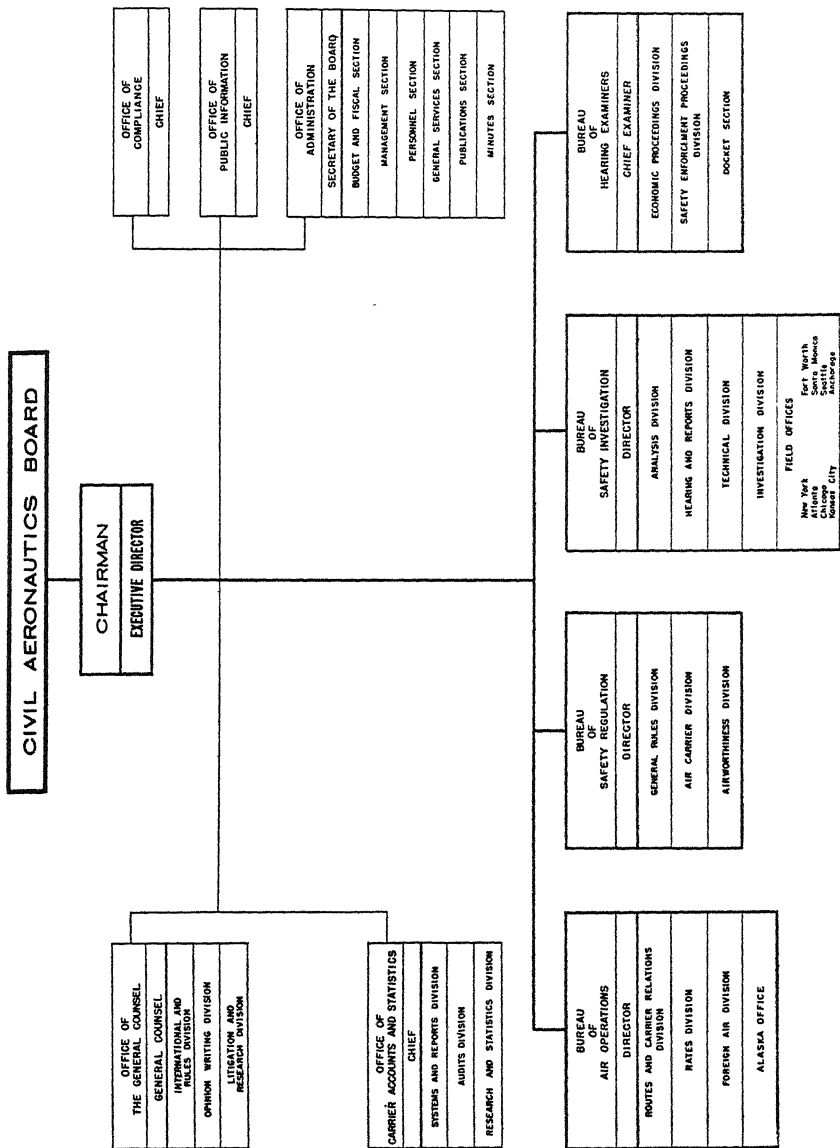 CIVIL AERONAUTICS BOARD
CHAIRMAN
EXECUTIVE DIRECTOR
OFFICE OF
THE GENERAL COUNSEL
GENERAL COUNSEL
INTERNATIONAL AND
RULES DIVISION
OPINION WRITING DIVISION
LITIGATION AND
RESEARCH DIVISION
OFFICE OF
CARRIER ACCOUNTS AND STATISTICS
CHIEF
SYSTEMS AND REPORTS DIVISION
AUDITS DIVISION
RESEARCH AND STATISTICS DIVISION
OFFICE OF
COMPLIANCE
CHIEF
OFFICE OF
PUBLIC INFORMATION
CHIEF
OFFICE OF
ADMINISTRATION
SECRETARY OF THE BOARD
BUDGET AND FISCAL SECTION
MANAGEMENT SECTION
PERSONNEL SECTION
GENERAL SERVICES SECTION
PUBLICATIONS SECTION
MINUTES SECTION
BUREAU
OF
AIR OPERATIONS
DIRECTOR
ROUTES AND CARRIER RELATIONS
DIVISION
RATES DIVISION
FOREIGN AIR DIVISION
ALASKA OFFICE
BUREAU
OF
SAFETY REGULATION
DIRECTOR
GENERAL RULES DIVISION
AIR CARRIER DIVISION
AIRWORTHINESS DIVISION
BUREAU
OF
SAFETY INVESTIGATION
DIRECTOR
ANALYSIS DIVISION
HEARING AND REPORTS DIVISION
TECHNICAL DIVISION
INVESTIGATION DIVISION
FIELD OFFICES
New York Fort Worth
Atlanta Santa Monica
Chicago Seattle
Kansas City Anchorage
BUREAU
OF
HEARING EXAMINERS
CHIEF EXAMINER
ECONOMIC PROCEEDINGS DIVISION
SAFETY ENFORCEMENT PROCEEDINGS
DIVISION
DOCKET SECTION